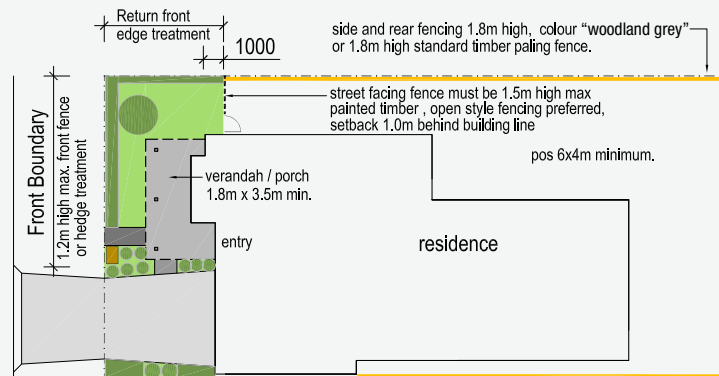 Return front
edge treatment
1000
side and rear fencing 1.8m high, colour “woodland grey”
or 1.8m high standard timber paling fence.
street facing fence must be 1.5m high max
painted timber , open style fencing preferred,
setback 1.0m behind building line
pos 6x4m minimum.
Front Boundary
1.2m high max. front fence
or hedge treatment
verandah / porch
1.8m x 3.5m min.
entry
residence